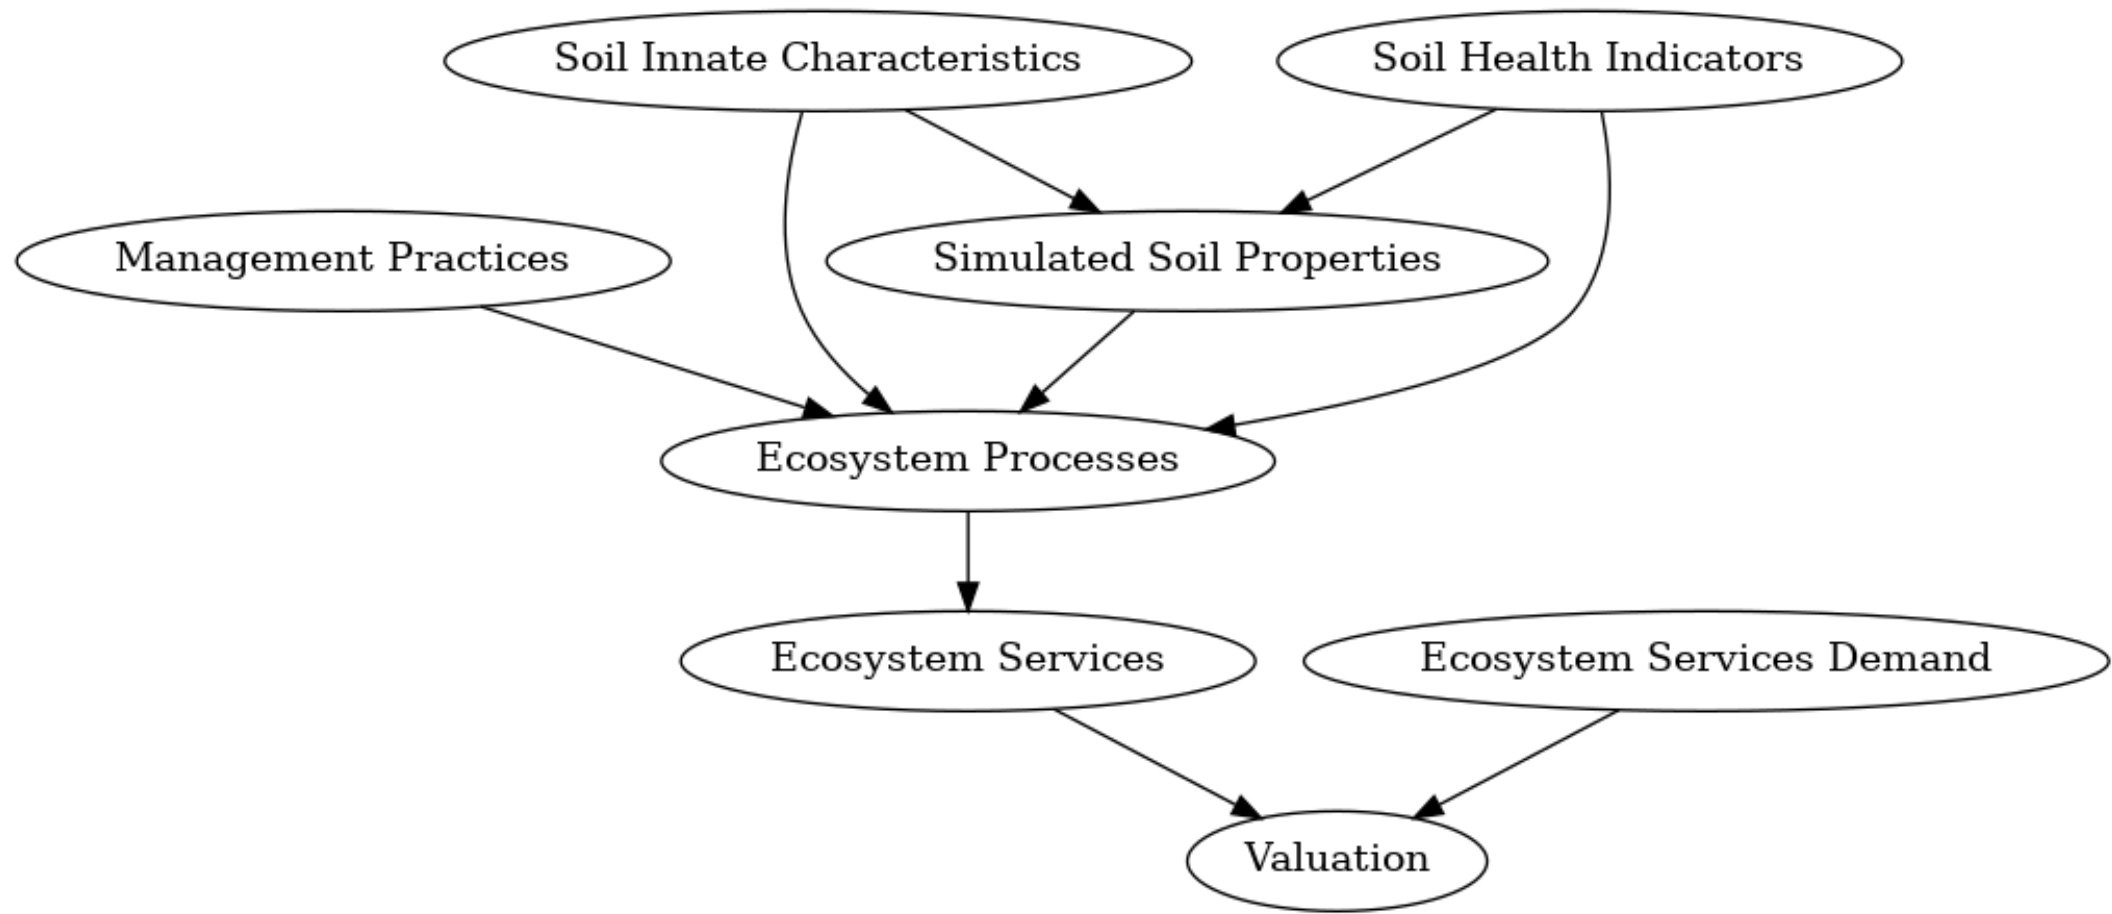 Soil Innate Characteristics
Soil Health Indicators
Management Practices
Simulated Soil Properties
Ecosystem Processes
Ecosystem Services
Ecosystem Services Demand
Valuation